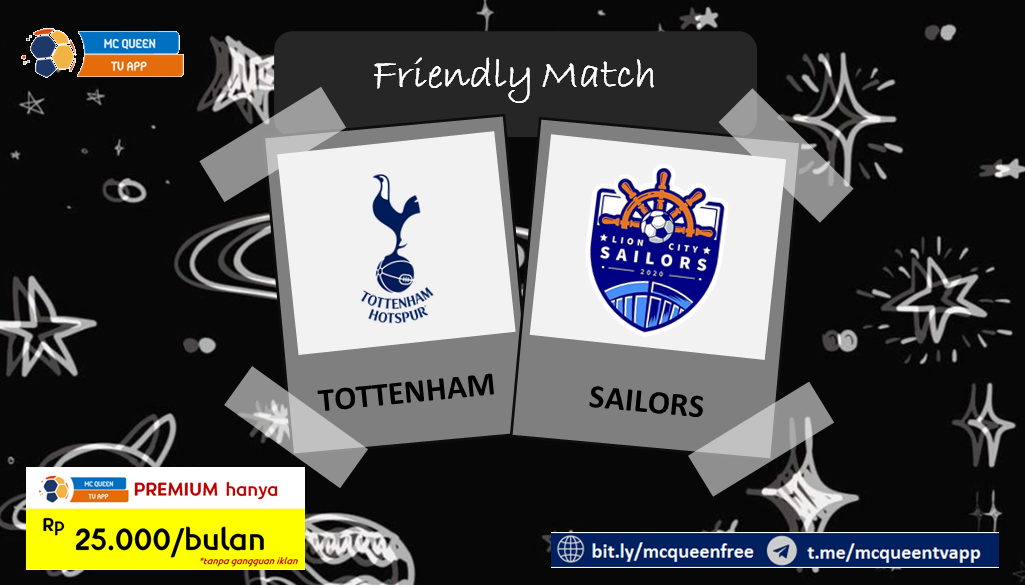 MC QUEEN
TV APP
Friendly Match
TOTTENHAM
HOTSPUR
LION CITY
SAILORS
2020
TOTTENHAM
SAILORS
MC QUEEN
TV APP
PREMIUM hanya
Rp 25.000/bulan
*tanpa gangguan iklan
bit.ly/mcqueenfree
t.me/mcqueentvapp